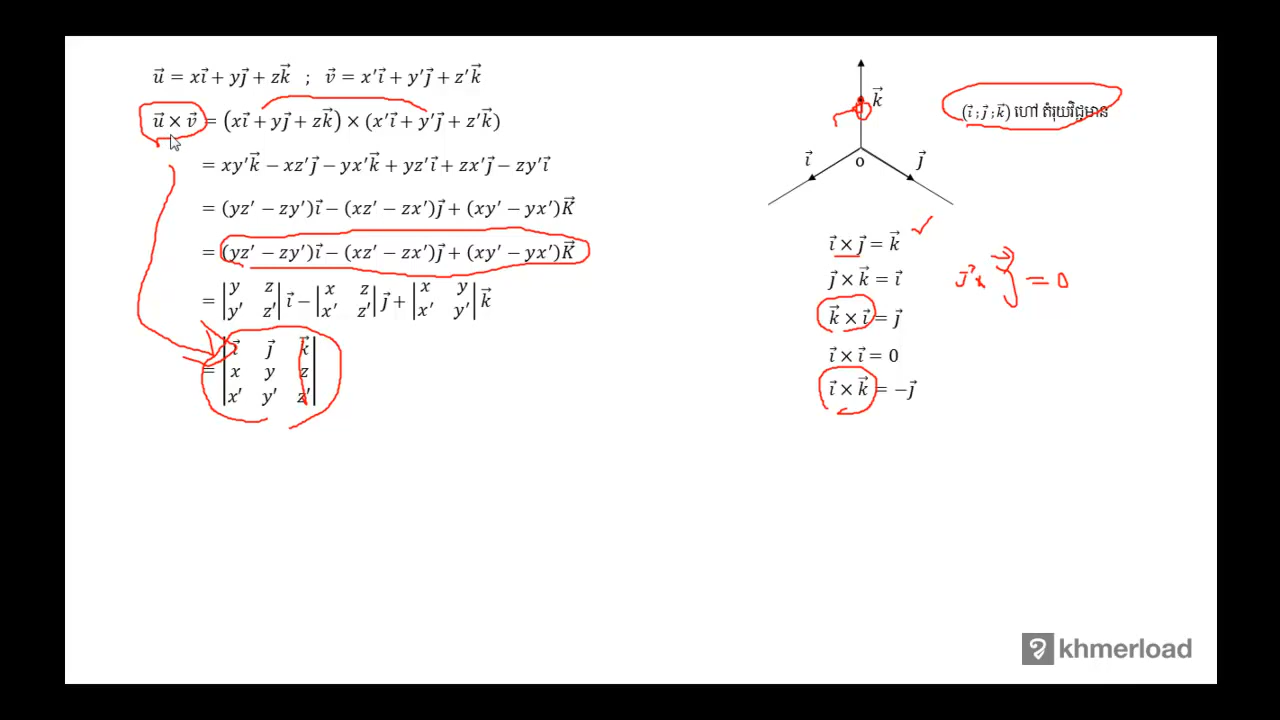 u⃗ = xi⃗ + yj⃗ + zk⃗ ; v⃗ = x′i⃗ + y′j⃗ + z′k⃗
u⃗ × v⃗ = (xi⃗ + yj⃗ + zk⃗) × (x′i⃗ + y′j⃗ + z′k⃗)
= xy′k⃗ − xz′j⃗ − yx′k⃗ + yz′i⃗ + zx′j⃗ − zy′i⃗
= (yz′ − zy′)i⃗ − (xz′ − zx′)j⃗ + (xy′ − yx′)K⃗
= (yz′ − zy′)i⃗ − (xz′ − zx′)j⃗ + (xy′ − yx′)K⃗
= |y z| i⃗ − |x z| j⃗ + |x y| k⃗
|y′ z′| |x′ z′| |x′ y′|
|i⃗ j⃗ k⃗|
= |x y z|
|x′ y′ z′|
k⃗
i⃗ o j⃗
(i⃗ ; j⃗ ; k⃗) ហៅ តំរុយវិជ្ជមាន
i⃗ × j⃗ = k⃗
j⃗ × k⃗ = i⃗
j⃗ × j⃗ = 0
k⃗ × i⃗ = j⃗
i⃗ × i⃗ = 0
i⃗ × k⃗ = −j⃗
khmerload